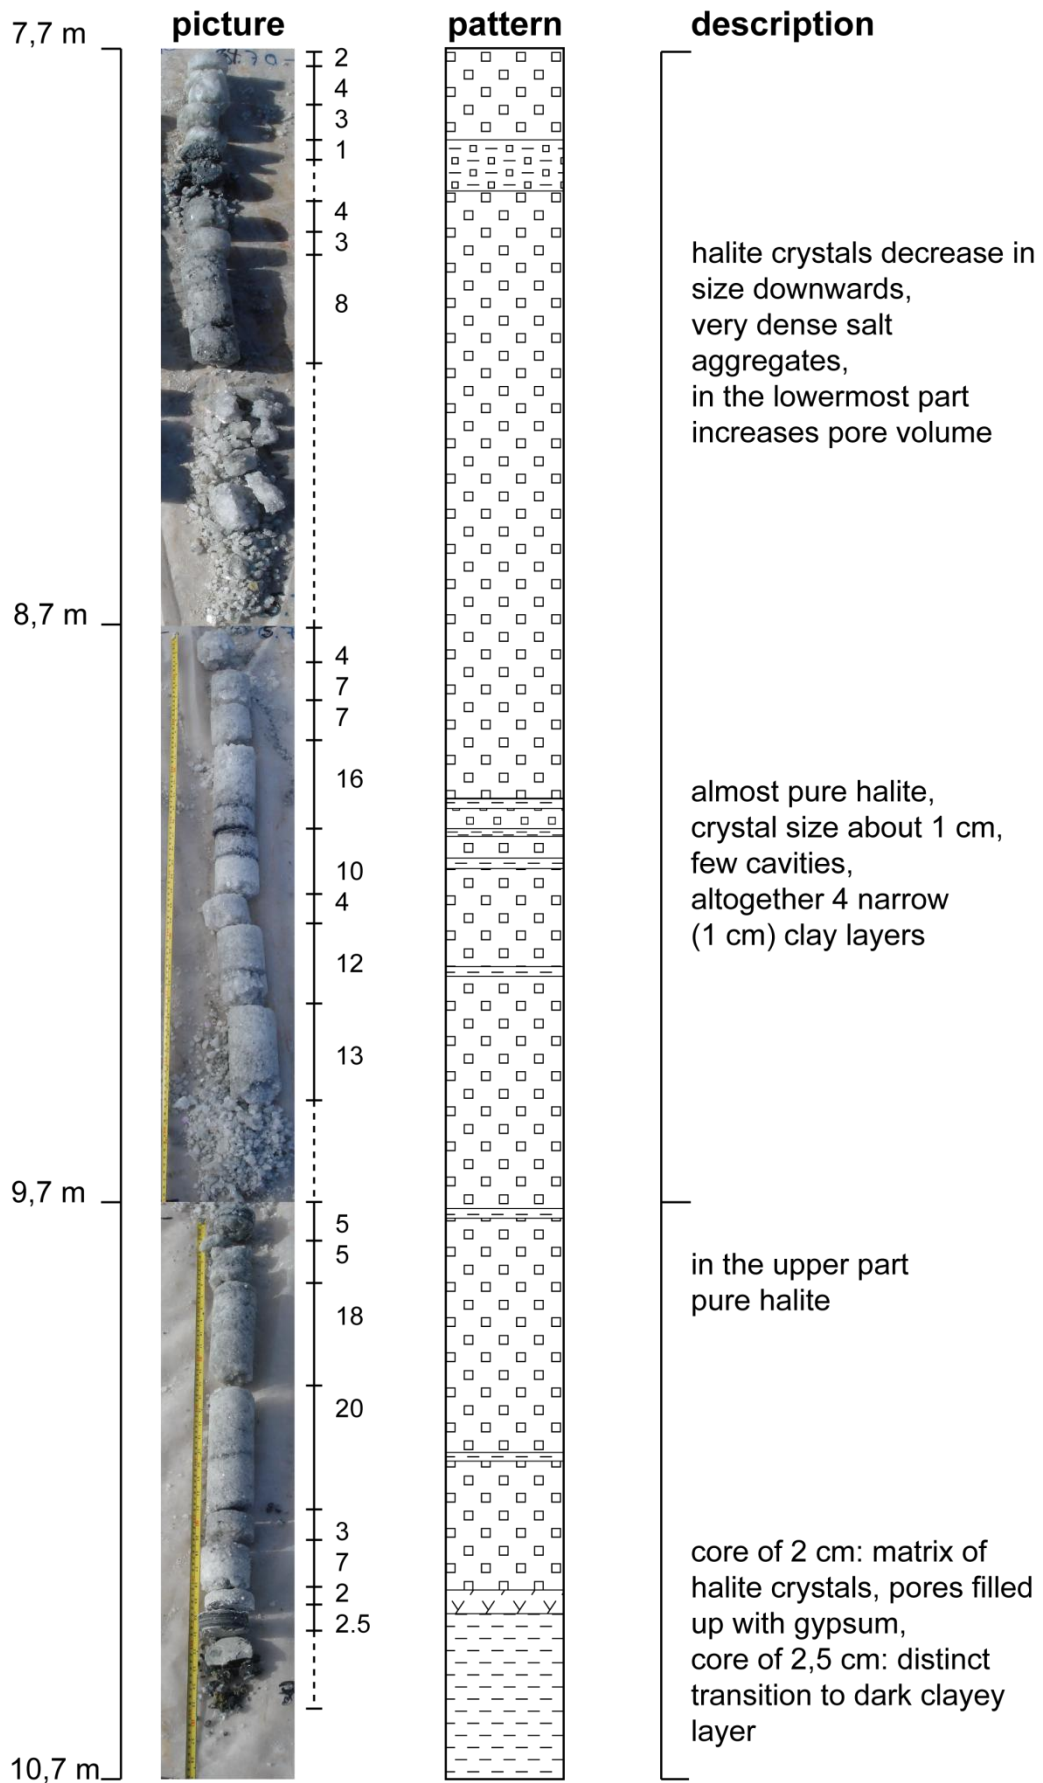 picture pattern description
7,7 m
2
4
3
1
4
3
8
halite crystals decrease in
size downwards,
very dense salt
aggregates,
in the lowermost part
increases pore volume
8,7 m
4
7
7
16
10
4
12
13
almost pure halite,
crystal size about 1 cm,
few cavities,
altogether 4 narrow
(1 cm) clay layers
9,7 m
5
5
18
20
3
7
2
2.5
in the upper part
pure halite
core of 2 cm: matrix of
halite crystals, pores filled
up with gypsum,
core of 2,5 cm: distinct
transition to dark clayey
layer
10,7 m